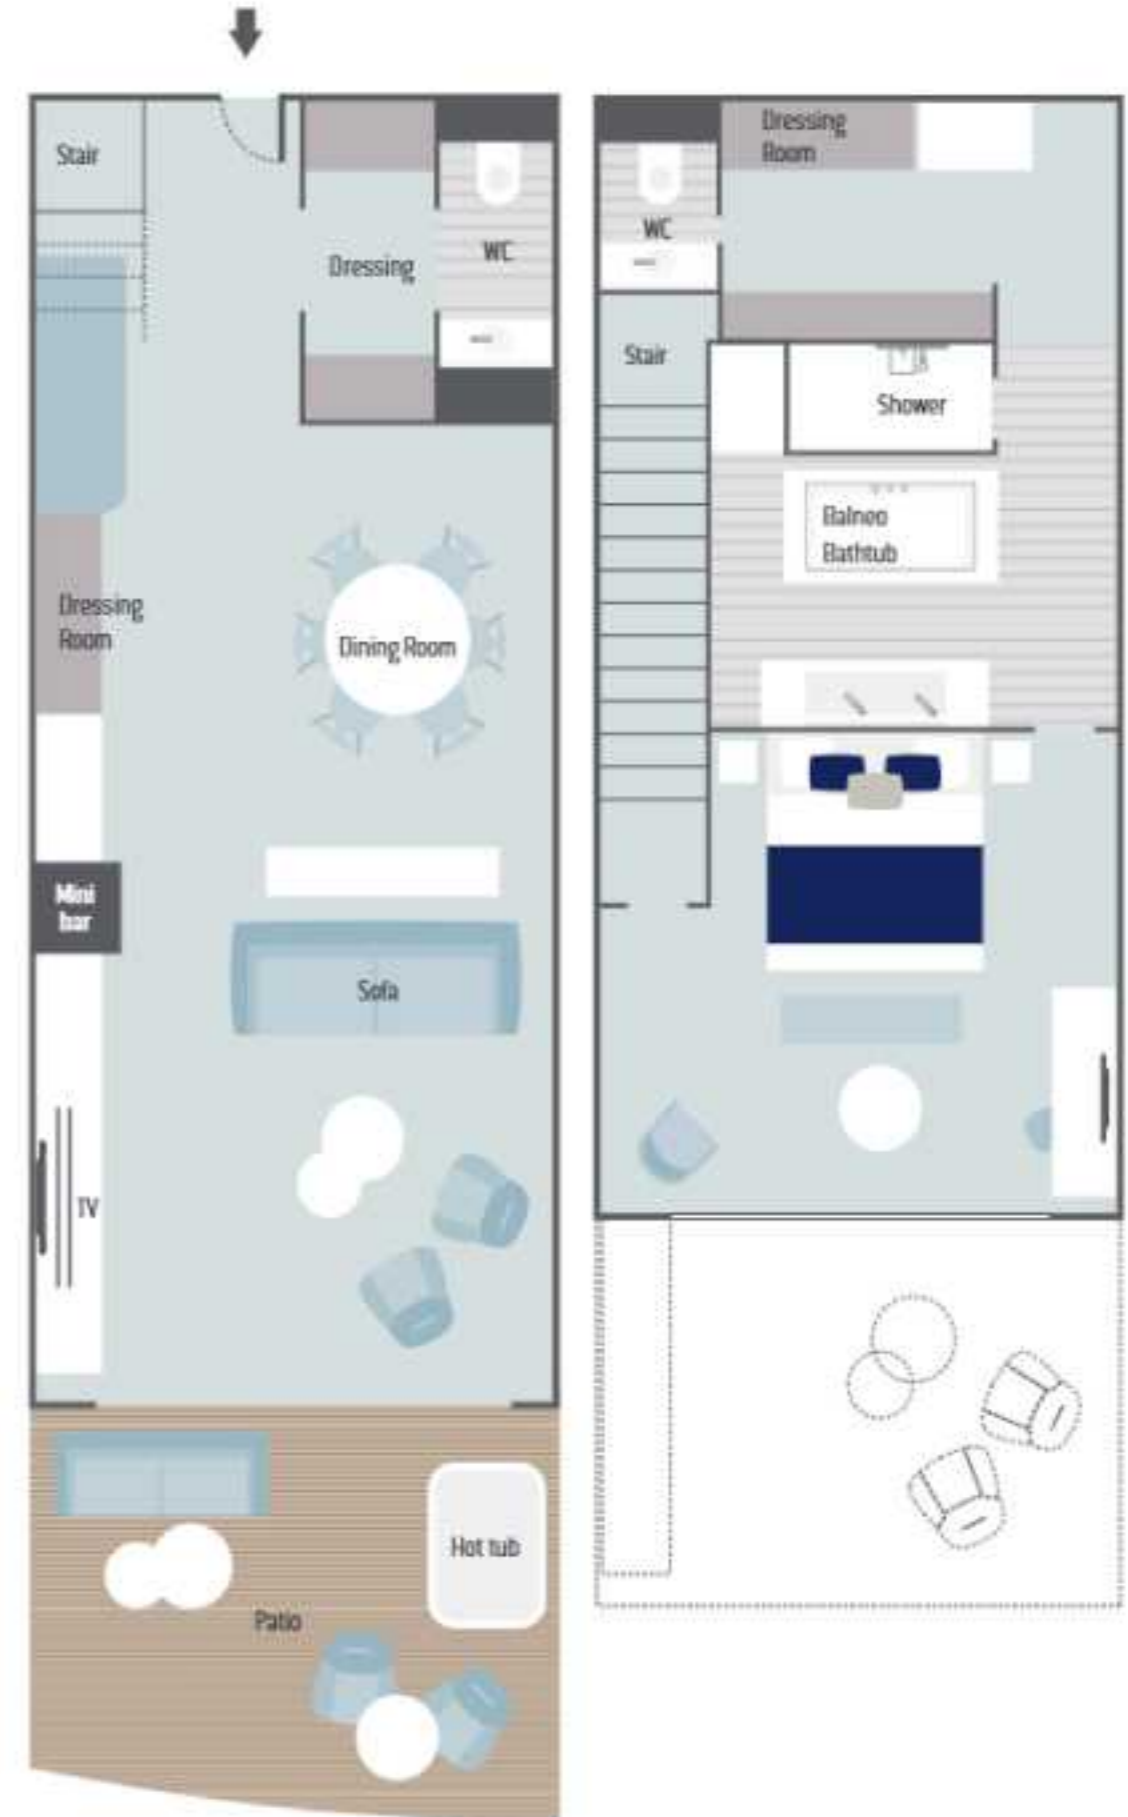 Stair
Dressing
WC
Dressing
Room
Dining Room
Mini
bar
Sofa
TV
Hot tub
Patio
Dressing
Room
WC
Stair
Shower
Balneo
Bathtub